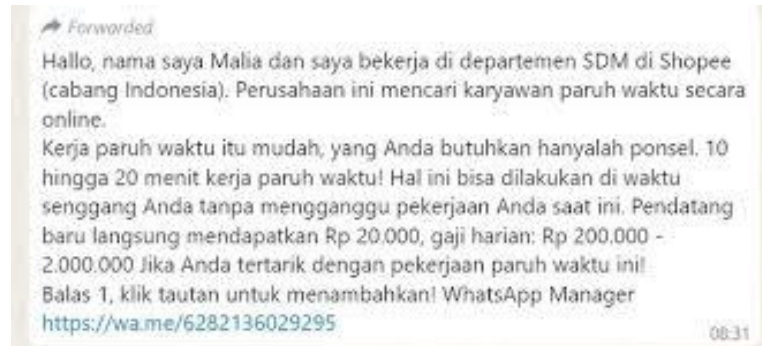 Forwarded
Hallo, nama saya Malia dan saya bekerja di departemen SDM di Shopee
(cabang Indonesia). Perusahaan ini mencari karyawan paruh waktu secara
online.
Kerja paruh waktu itu mudah, yang Anda butuhkan hanyalah ponsel. 10
hingga 20 menit kerja paruh waktu! Hal ini bisa dilakukan di waktu
senggang Anda tanpa mengganggu pekerjaan Anda saat ini. Pendatang
baru langsung mendapatkan Rp 20.000, gaji harian: Rp 200.000 -
2.000.000 Jika Anda tertarik dengan pekerjaan paruh waktu ini!
Balas 1, klik tautan untuk menambahkan! WhatsApp Manager
https://wa.me/6282136029295
08:31